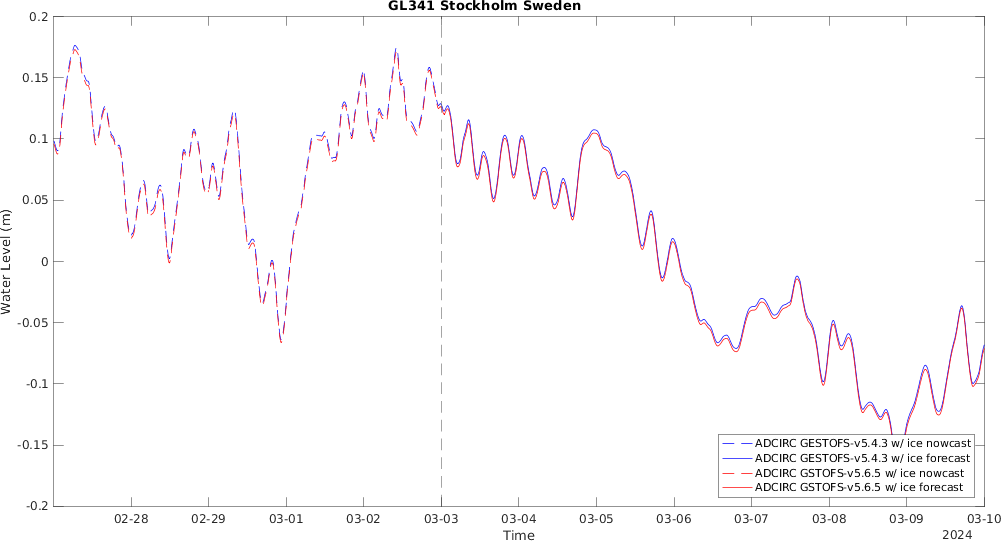 GL341 Stockholm Sweden
0.2
0.15
0.1
0.05
0
-0.05
-0.1
-0.15
-0.2
Water Level (m)
02-28 02-29 03-01 03-02 03-03 03-04 03-05 03-06 03-07 03-08 03-09 03-10
Time
2024
ADCIRC GESTOFS-v5.4.3 w/ ice nowcast
ADCIRC GESTOFS-v5.4.3 w/ ice forecast
ADCIRC GSTOFS-v5.6.5 w/ ice nowcast
ADCIRC GSTOFS-v5.6.5 w/ ice forecast